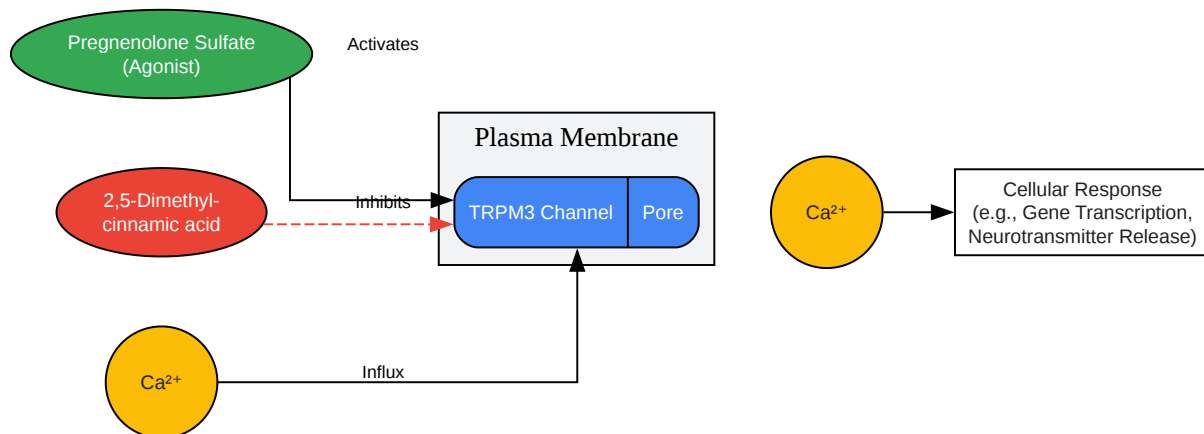 Pregnenolone Sulfate
(Agonist)
Activates
Plasma Membrane
2,5-Dimethyl-
cinnamic acid
Inhibits
TRPM3 Channel
Pore
Ca²⁺
Cellular Response
(e.g., Gene Transcription,
Neurotransmitter Release)
Ca²⁺
Influx